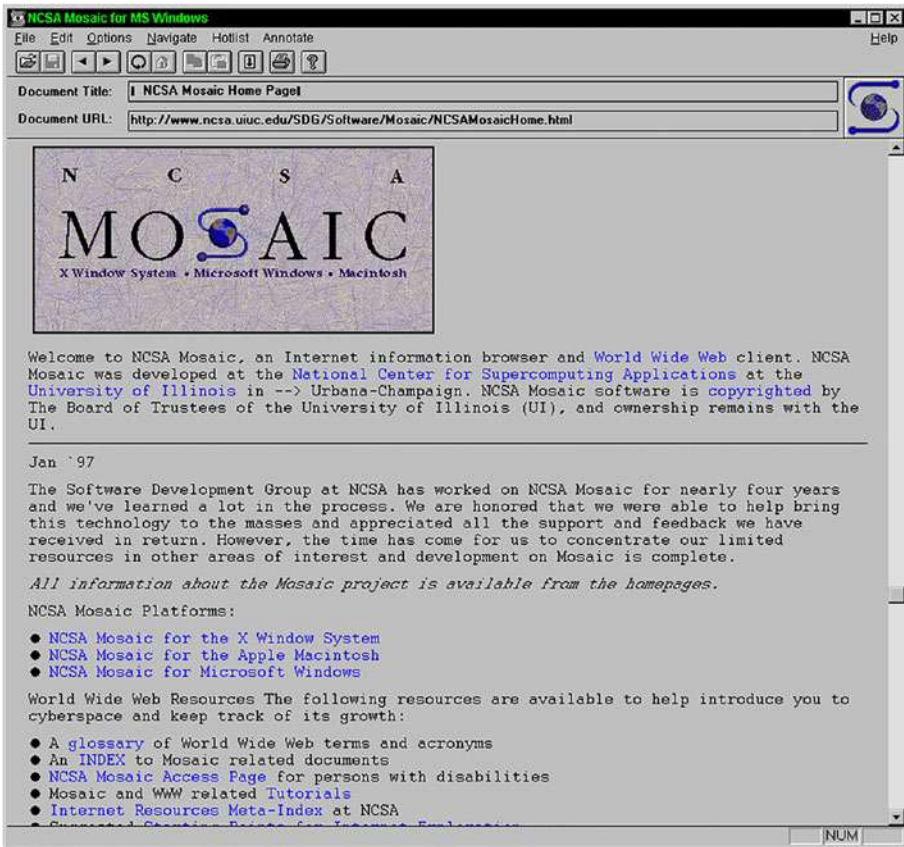 NCSA Mosaic for MS Windows
File Edit Options Navigate Hotlist Annotate Help
Document Title: NCSA Mosaic Home Page
Document URL: http://www.ncsa.uiuc.edu/SDG/Software/Mosaic/NCSAMosaicHome.html
N C S A
MOSAIC
X Window System • Microsoft Windows • Macintosh
Welcome to NCSA Mosaic, an Internet information browser and World Wide Web client. NCSA
Mosaic was developed at the National Center for Supercomputing Applications at the
University of Illinois in --> Urbana-Champaign. NCSA Mosaic software is copyrighted by
The Board of Trustees of the University of Illinois (UI), and ownership remains with the
UI.
Jan `97
The Software Development Group at NCSA has worked on NCSA Mosaic for nearly four years
and we've learned a lot in the process. We are honored that we were able to help bring
this technology to the masses and appreciated all the support and feedback we have
received in return. However, the time has come for us to concentrate our limited
resources in other areas of interest and development on Mosaic is complete.
All information about the Mosaic project is available from the homepages.
NCSA Mosaic Platforms:
● NCSA Mosaic for the X Window System
● NCSA Mosaic for the Apple Macintosh
● NCSA Mosaic for Microsoft Windows
World Wide Web Resources The following resources are available to help introduce you to
cyberspace and keep track of its growth:
● A glossary of World Wide Web terms and acronyms
● An INDEX to Mosaic related documents
● NCSA Mosaic Access Page for persons with disabilities
● Mosaic and WWW related Tutorials
● Internet Resources Meta-Index at NCSA
● Suggested Starting Points for Internet Exploration
NUM